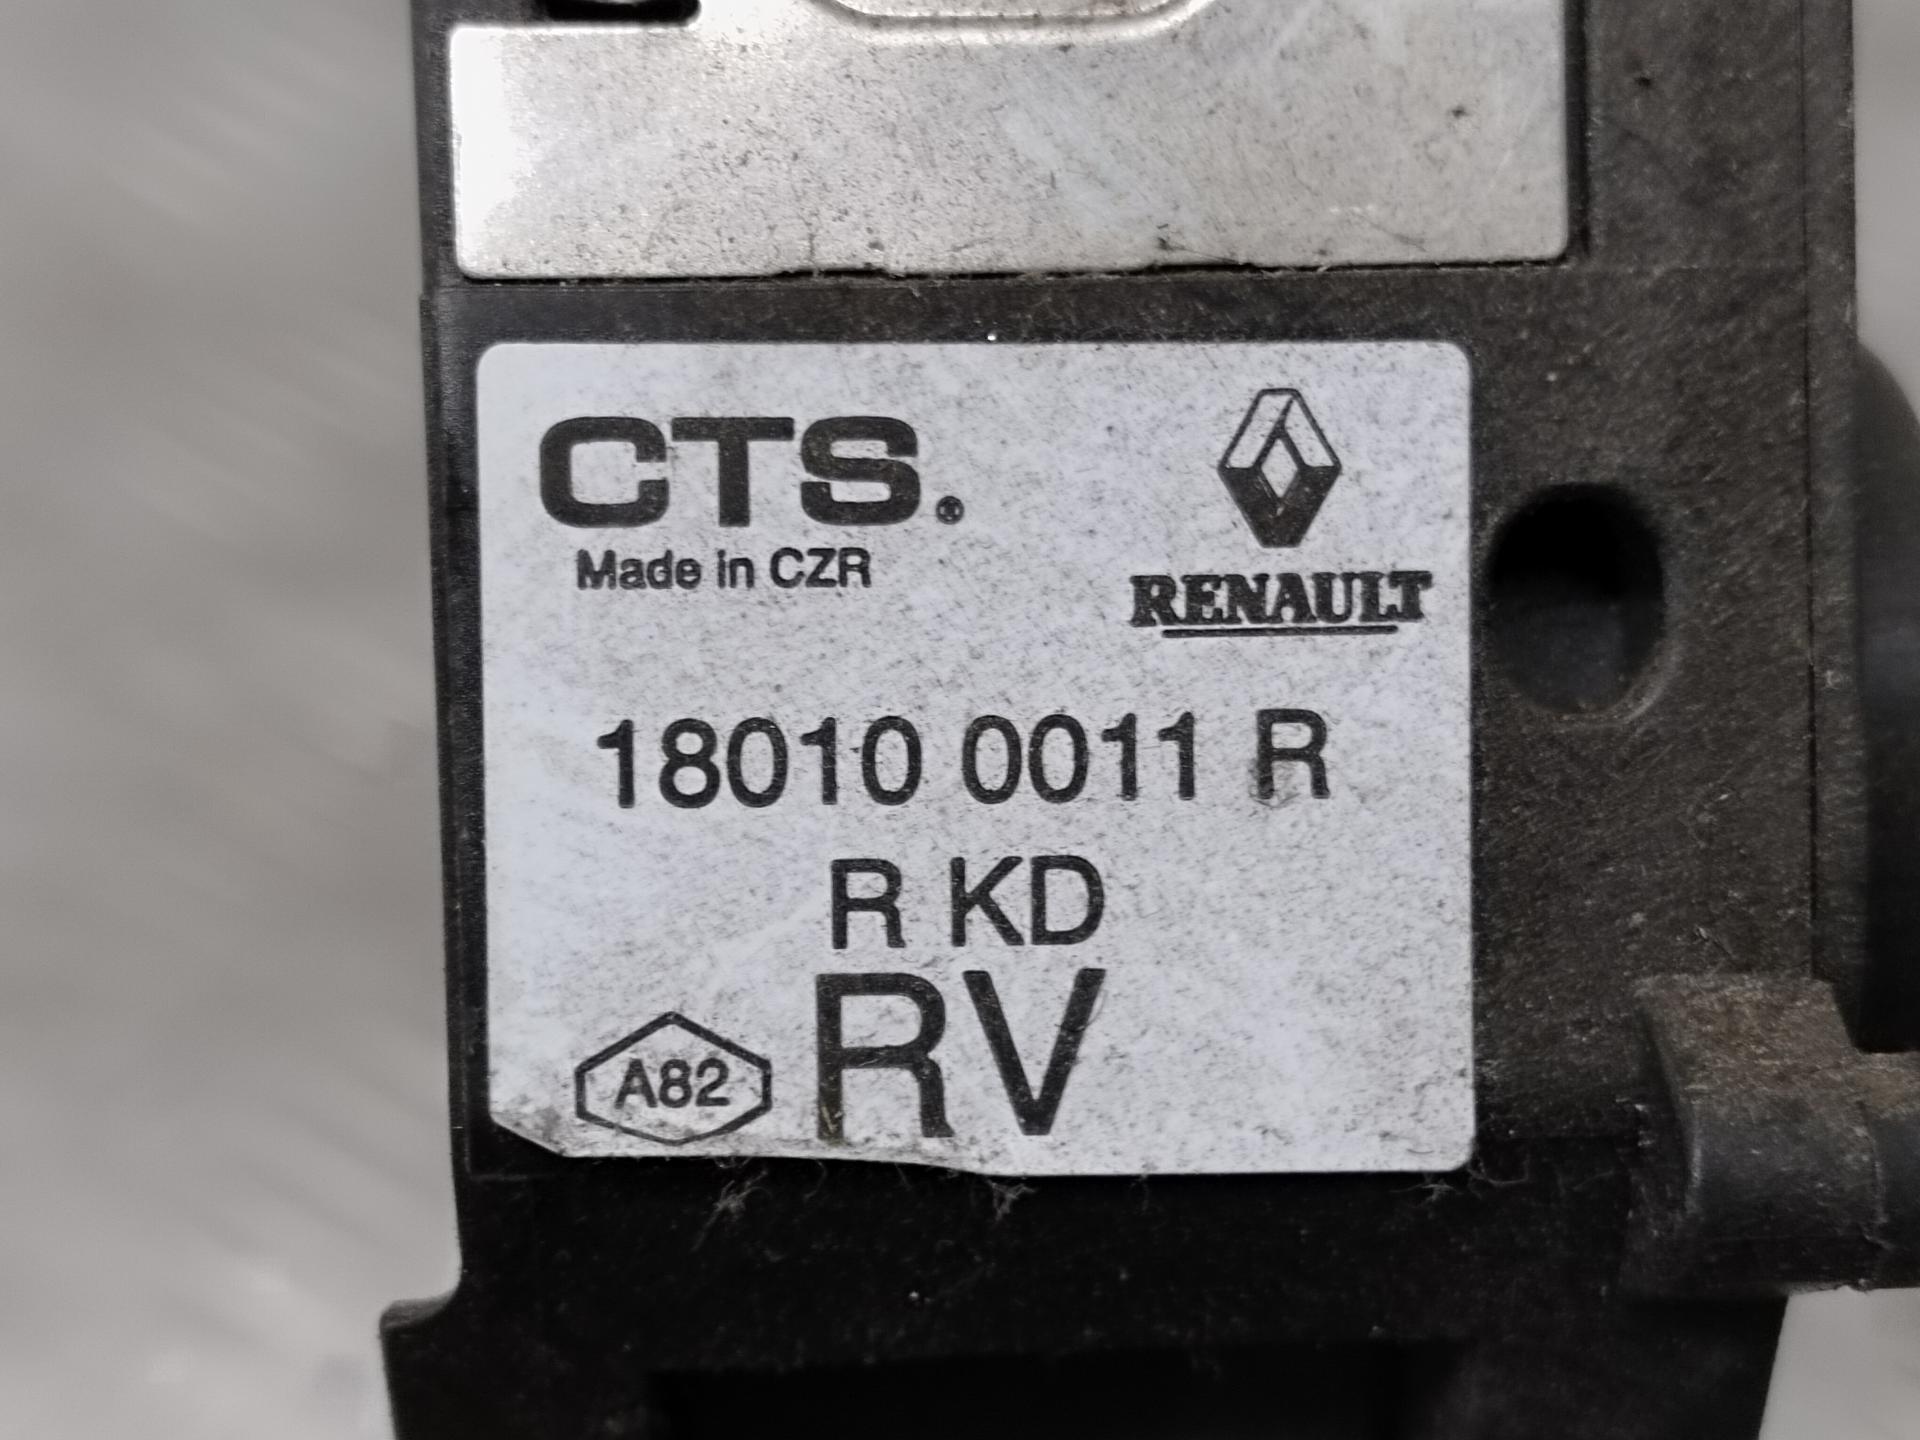 CTS.®
Made in CZR
RENAULT
18010 0011 R
R KD
RV
A82